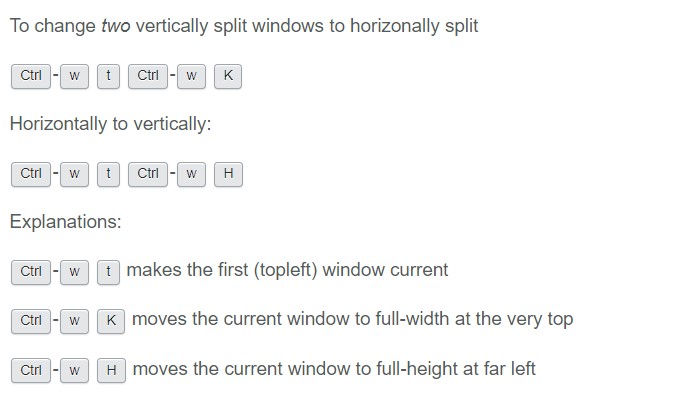 To change two vertically split windows to horizonally split
Ctrl - w t Ctrl - w K
Horizontally to vertically:
Ctrl - w t Ctrl - w H
Explanations:
Ctrl - w t makes the first (topleft) window current
Ctrl - w K moves the current window to full-width at the very top
Ctrl - w H moves the current window to full-height at far left